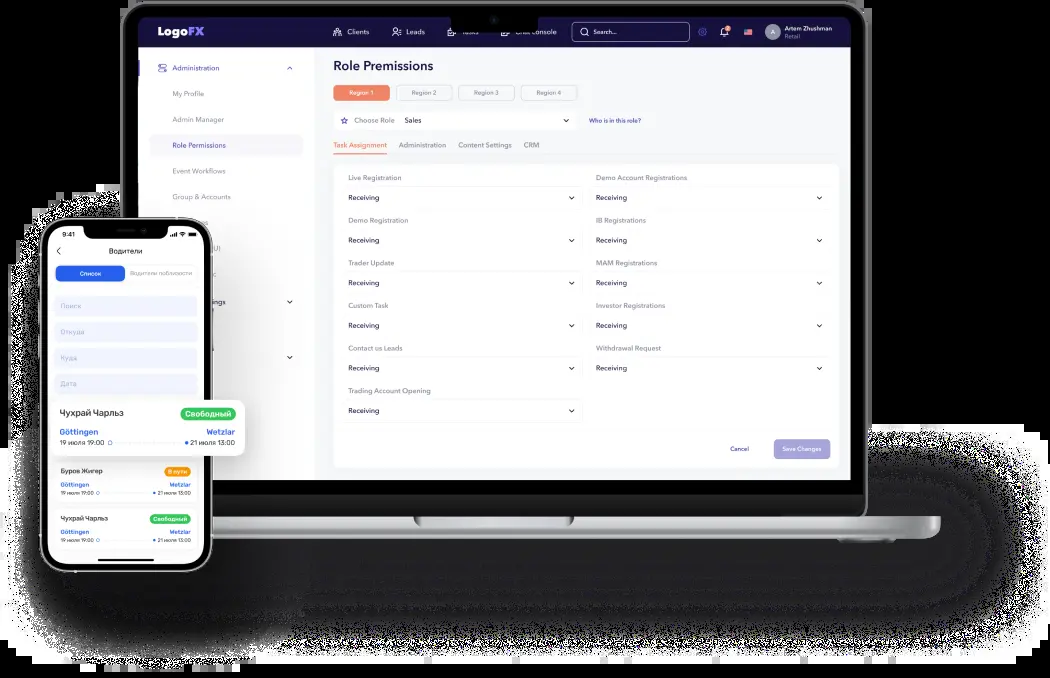 LogoFX
Clients
Leads
Tasks
console
Search...
A
Artem Zhushman
Retail
Administration
My Profile
Admin Manager
Role Permissions
Event Workflows
Group & Accounts
Role Premissions
Region 1
Region 2
Region 3
Region 4
Choose Role
Sales
Who is in this role?
Task Assignment
Administration
Content Settings
CRM
Live Registration
Receiving
Demo Account Registrations
Receiving
Demo Registration
Receiving
IB Registrations
Receiving
Trader Update
Receiving
MAM Registrations
Receiving
Custom Task
Receiving
Investor Registrations
Receiving
Contact us Leads
Receiving
Withdrawal Request
Receiving
Trading Account Opening
Receiving
Cancel
Save Changes
9:41
Водители
Список
Водители поблизости
Поиск
Откуда
Куда
Дата
Чухрай Чарльз
Свободный
Göttingen
Wetzlar
19 июля 19:00
21 июля 13:00
Буров Жигер
В пути
Göttingen
Wetzlar
19 июля 19:00
21 июля 13:00
Чухрай Чарльз
Свободный
Göttingen
Wetzlar
19 июля 19:00
21 июля 13:00